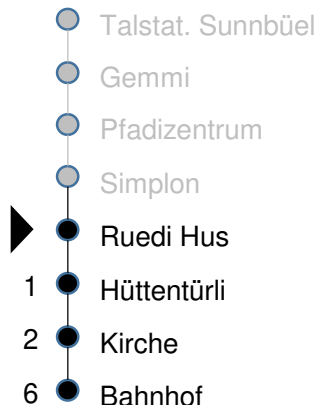 Talstat. Sunnbüel
Gemmi
Pfadizentrum
Simplon
Ruedi Hus
1 Hüttentürli
2 Kirche
6 Bahnhof